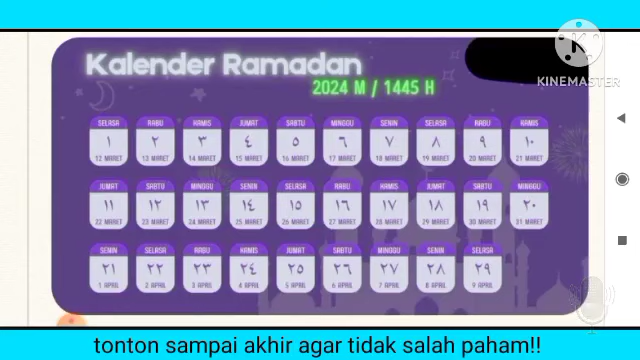 Kalender Ramadan
2024 M / 1445 H
KINEMASTER
SELASA RABU KAMIS JUMAT SABTU MINGGU SENIN SELASA RABU KAMIS
١ ٢ ٣ ٤ ٥ ٦ ٧ ٨ ٩ ١٠
12 MARET 13 MARET 14 MARET 15 MARET 16 MARET 17 MARET 18 MARET 19 MARET 20 MARET 21 MARET
JUMAT SABTU MINGGU SENIN SELASA RABU KAMIS JUMAT SABTU MINGGU
١١ ١٢ ١٣ ١٤ ١٥ ١٦ ١٧ ١٨ ١٩ ٢٠
22 MARET 23 MARET 24 MARET 25 MARET 26 MARET 27 MARET 28 MARET 29 MARET 30 MARET 31 MARET
SENIN SELASA RABU KAMIS JUMAT SABTU MINGGU SENIN SELASA
٢١ ٢٢ ٢٣ ٢٤ ٢٥ ٢٦ ٢٧ ٢٨ ٢٩
1 APRIL 2 APRIL 3 APRIL 4 APRIL 5 APRIL 6 APRIL 7 APRIL 8 APRIL 9 APRIL
tonton sampai akhir agar tidak salah paham!!